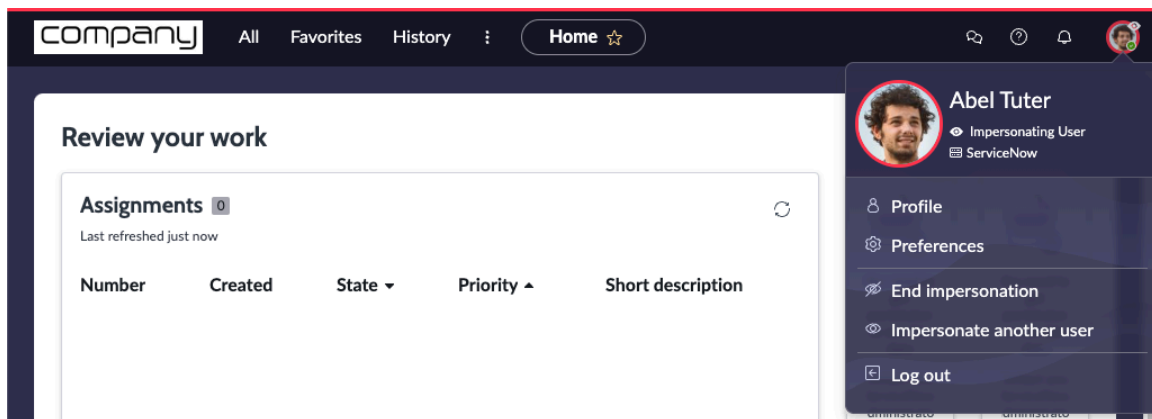 company
All Favorites History Home
Abel Tuter
Impersonating User
ServiceNow
Profile
Preferences
End impersonation
Impersonate another user
Log out
Review your work
Assignments 0
Last refreshed just now
Number Created State Priority Short description